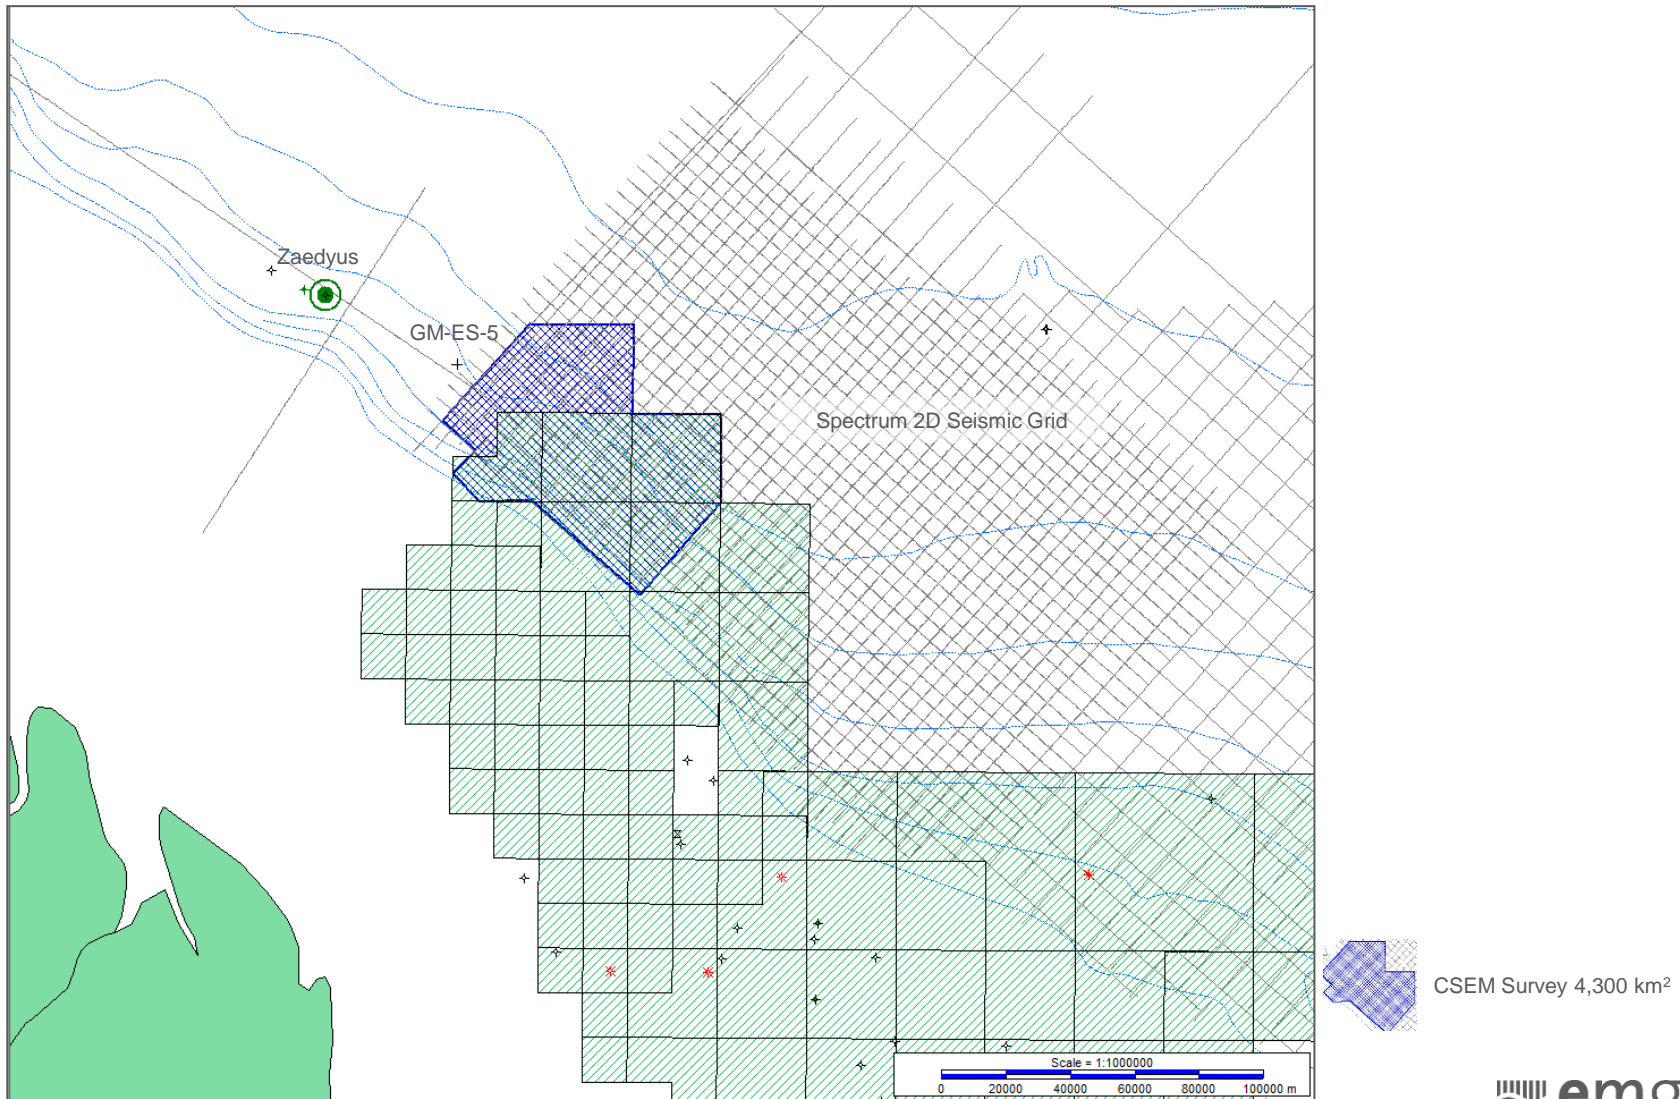 Zaedyus
GM-ES-5
Spectrum 2D Seismic Grid
CSEM Survey 4,300 km²
Scale = 1:1000000
0 20000 40000 60000 80000 100000 m
emg